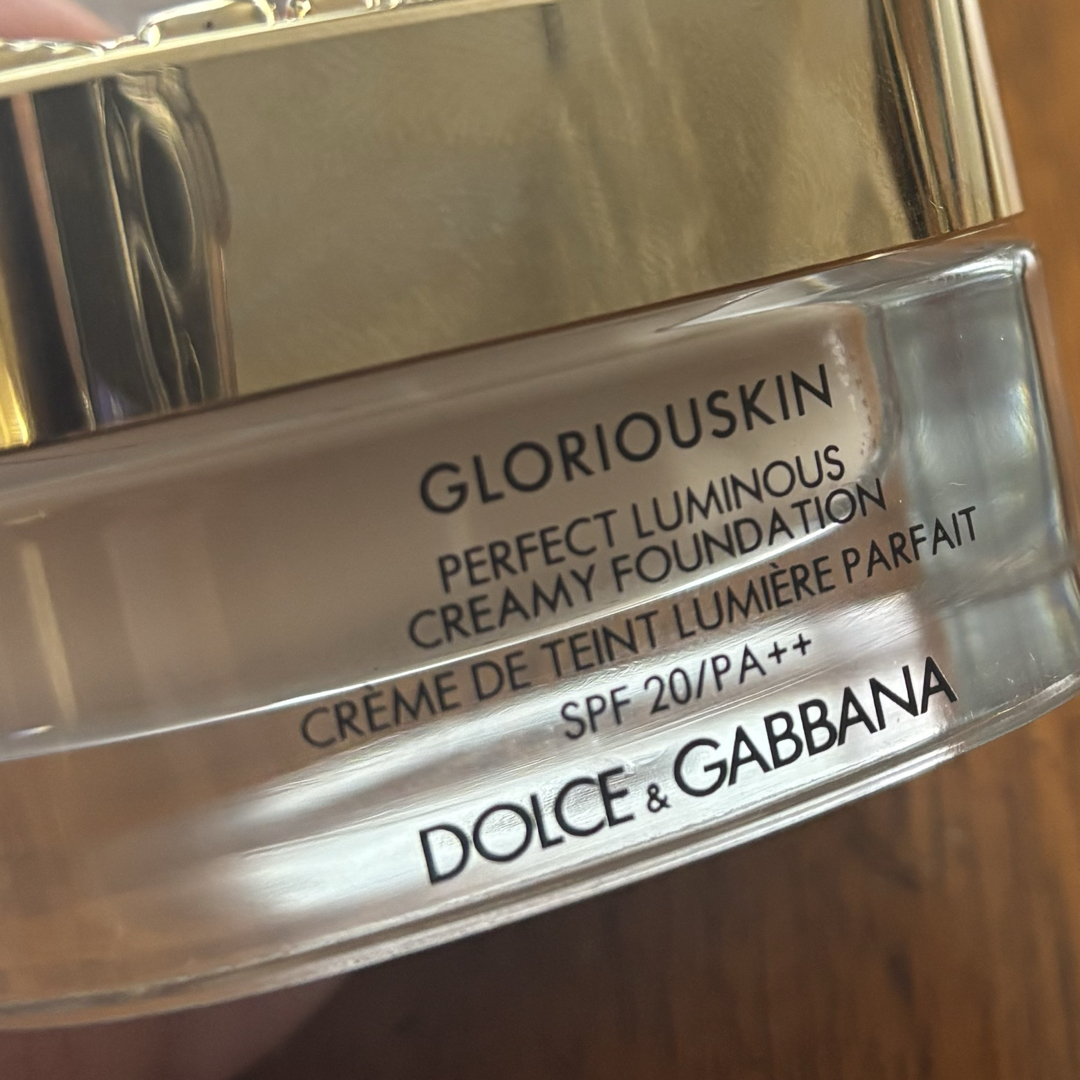 GLORIOUSKIN
PERFECT LUMINOUS
CREAMY FOUNDATION
CRÈME DE TEINT LUMIÈRE PARFAIT
SPF 20/PA++
DOLCE & GABBANA